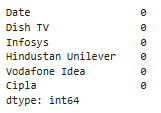 Date 0
Dish TV 0
Infosys 0
Hindustan Unilever 0
Vodafone Idea 0
Cipla 0
dtype: int64